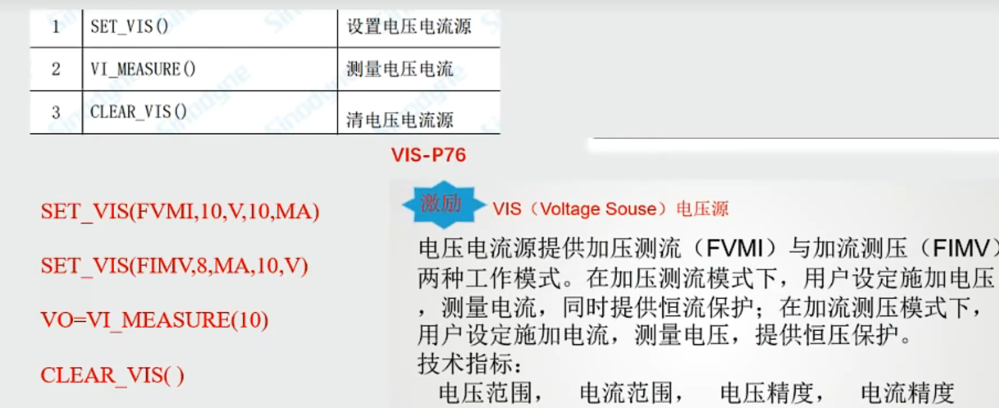 1 SET_VIS() 设置电压电流源
2 VI_MEASURE() 测量电压电流
3 CLEAR_VIS() 清电压电流源
VIS-P76
SET_VIS(FVMI,10,V,10,MA)
SET_VIS(FIMV,8,MA,10,V)
VO=VI_MEASURE(10)
CLEAR_VIS( )
激励 VIS（Voltage Souse）电压源
电压电流源提供加压测流（FVMI）与加流测压（FIMV）
两种工作模式。在加压测流模式下，用户设定施加电压
，测量电流，同时提供恒流保护；在加流测压模式下，
用户设定施加电流，测量电压，提供恒压保护。
技术指标：
电压范围， 电流范围， 电压精度， 电流精度
Sinodyne
Sinodyne